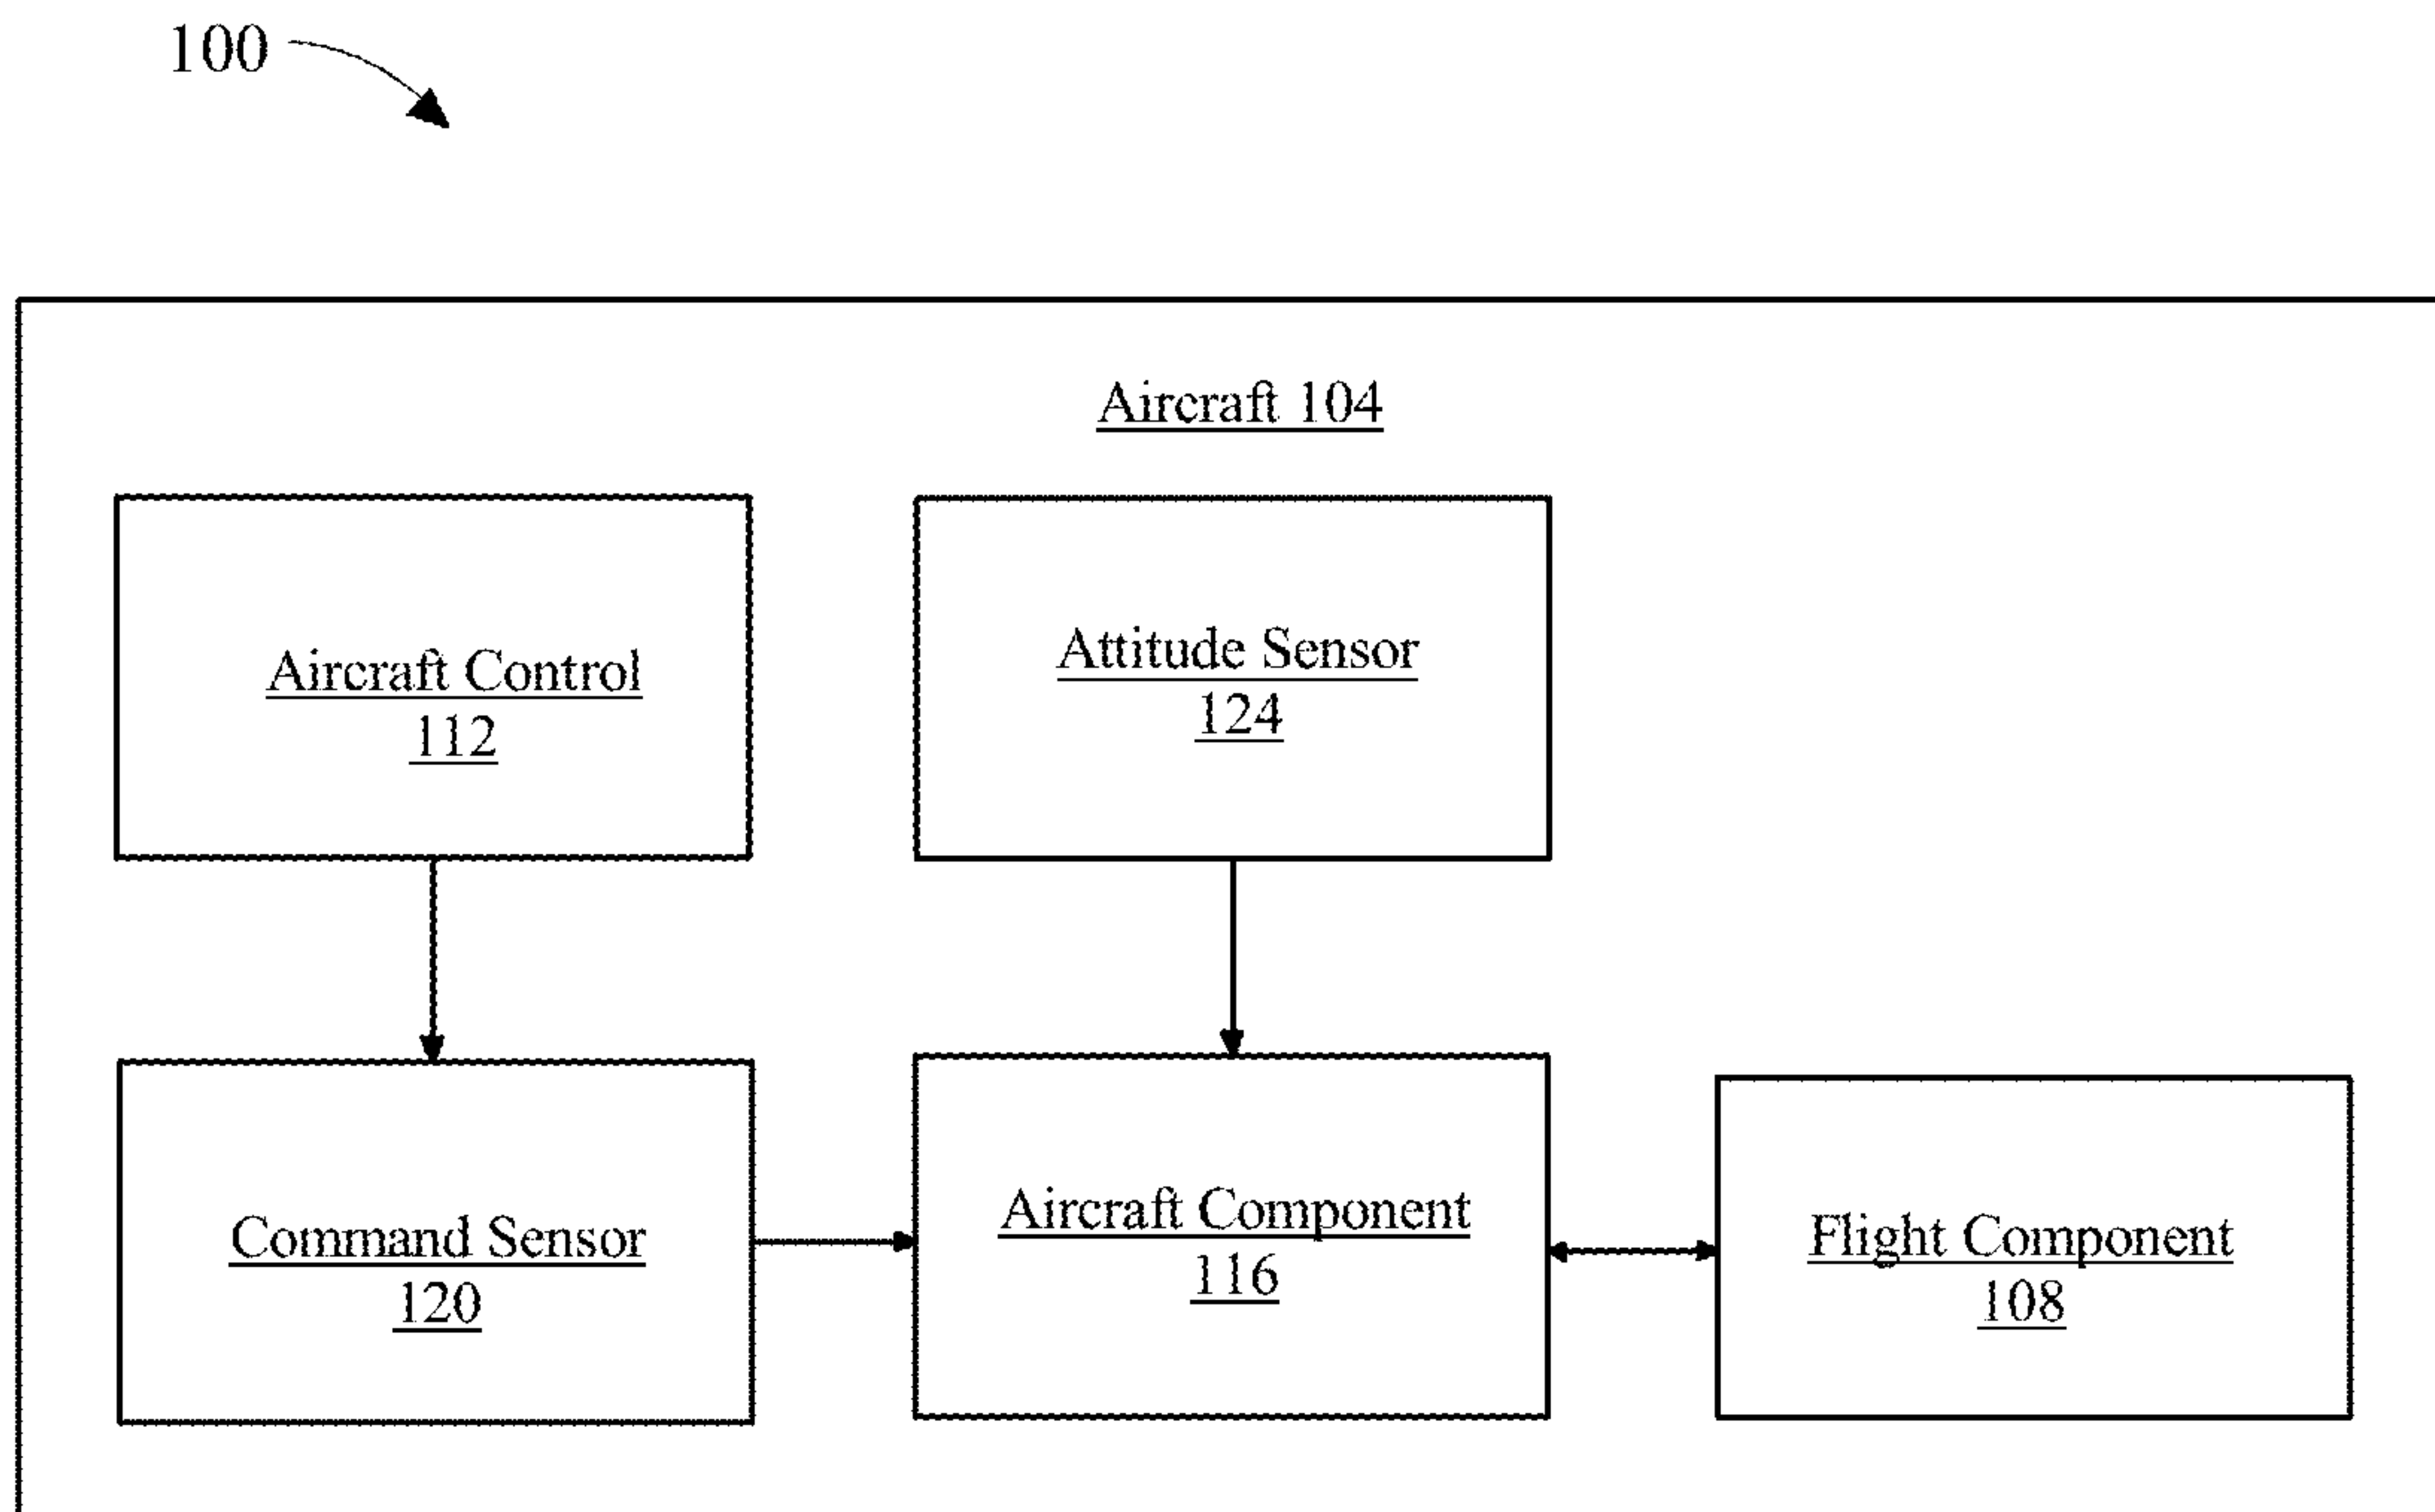 100
Aircraft 104
Aircraft Control
112
Attitude Sensor
124
Command Sensor
120
Aircraft Component
116
Flight Component
108